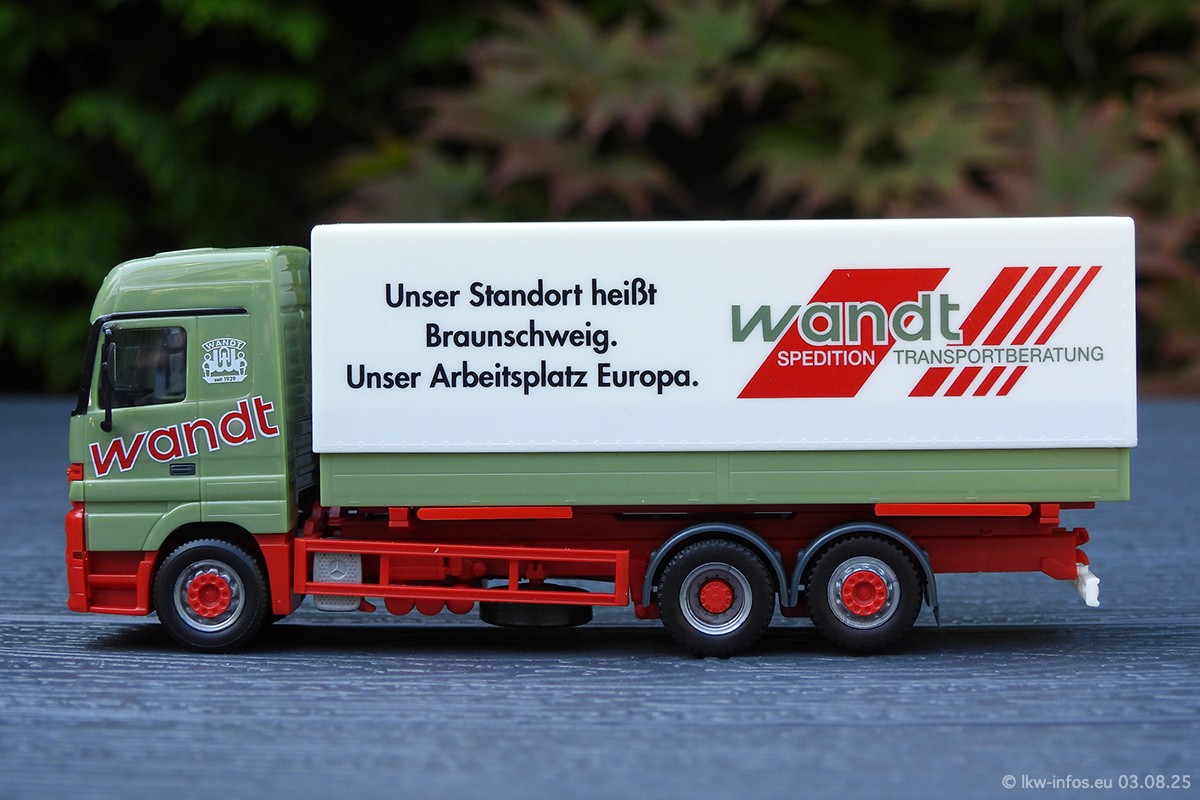 Unser Standort heißt
Braunschweig.
Unser Arbeitsplatz Europa.
wandt
SPEDITION TRANSPORTBERATUNG
WANDT
SEIT 1929
wandt
© lkw-infos.eu 03.08.25